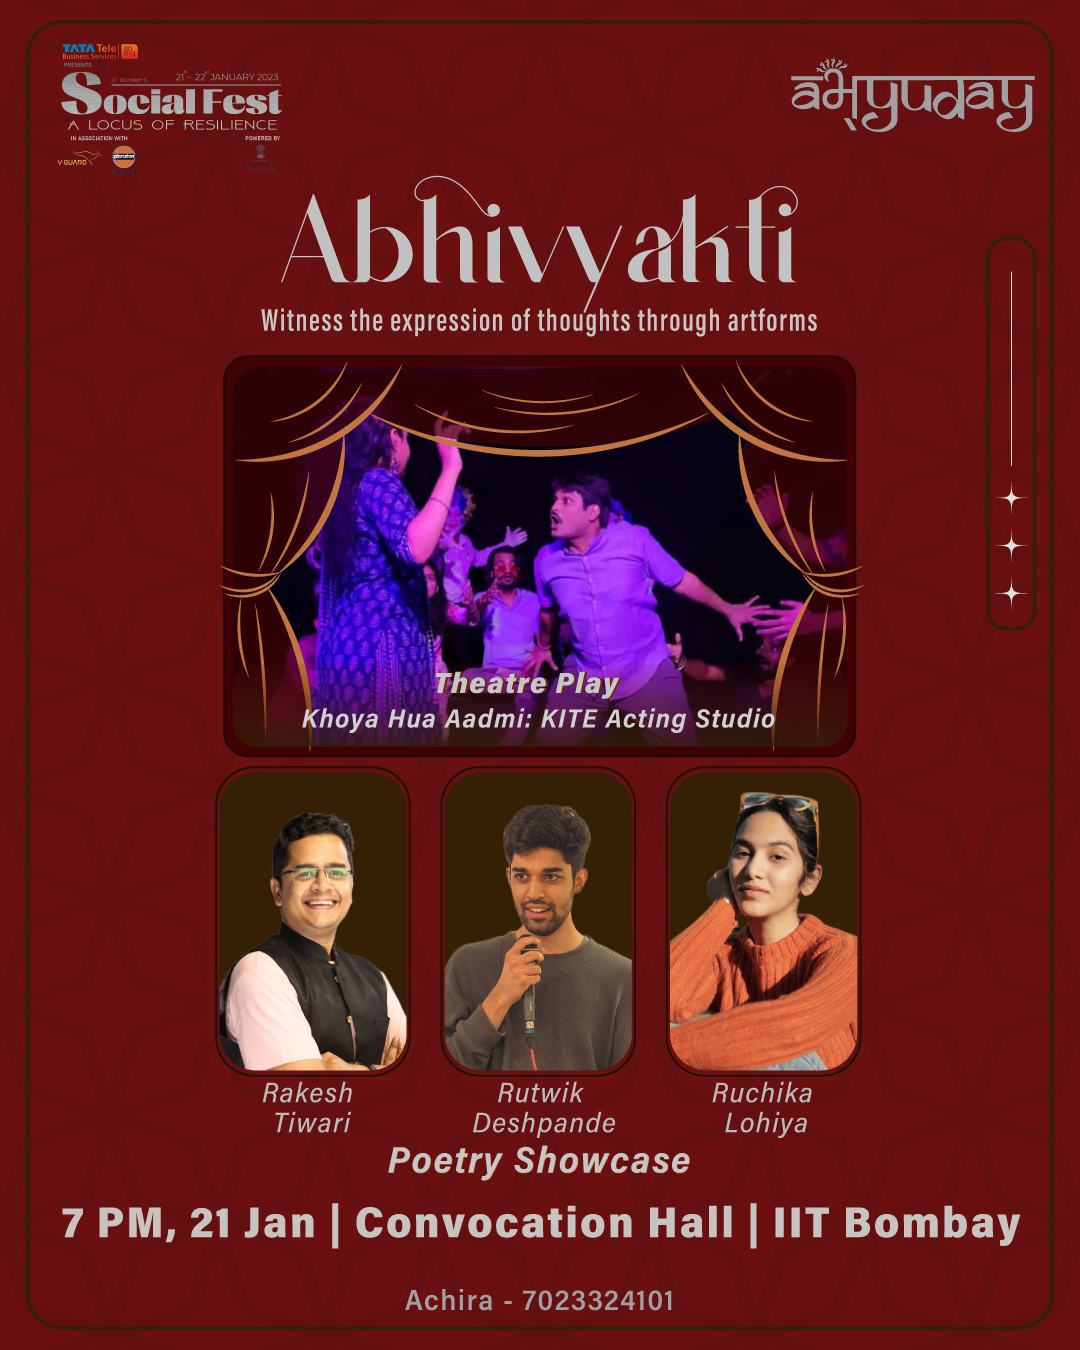 TATA Tele
Business Services
DO BIG
PRESENTS
IIT BOMBAY'S
21st - 22nd JANUARY 2023
Social Fest
A LOCUS OF RESILIENCE
IN ASSOCIATION WITH
POWERED BY
V-GUARD
abhyuday
Abhivyakti
Witness the expression of thoughts through artforms
Theatre Play
Khoya Hua Aadmi: KITE Acting Studio
Rakesh
Tiwari
Rutwik
Deshpande
Ruchika
Lohiya
Poetry Showcase
7 PM, 21 Jan | Convocation Hall | IIT Bombay
Achira - 7023324101